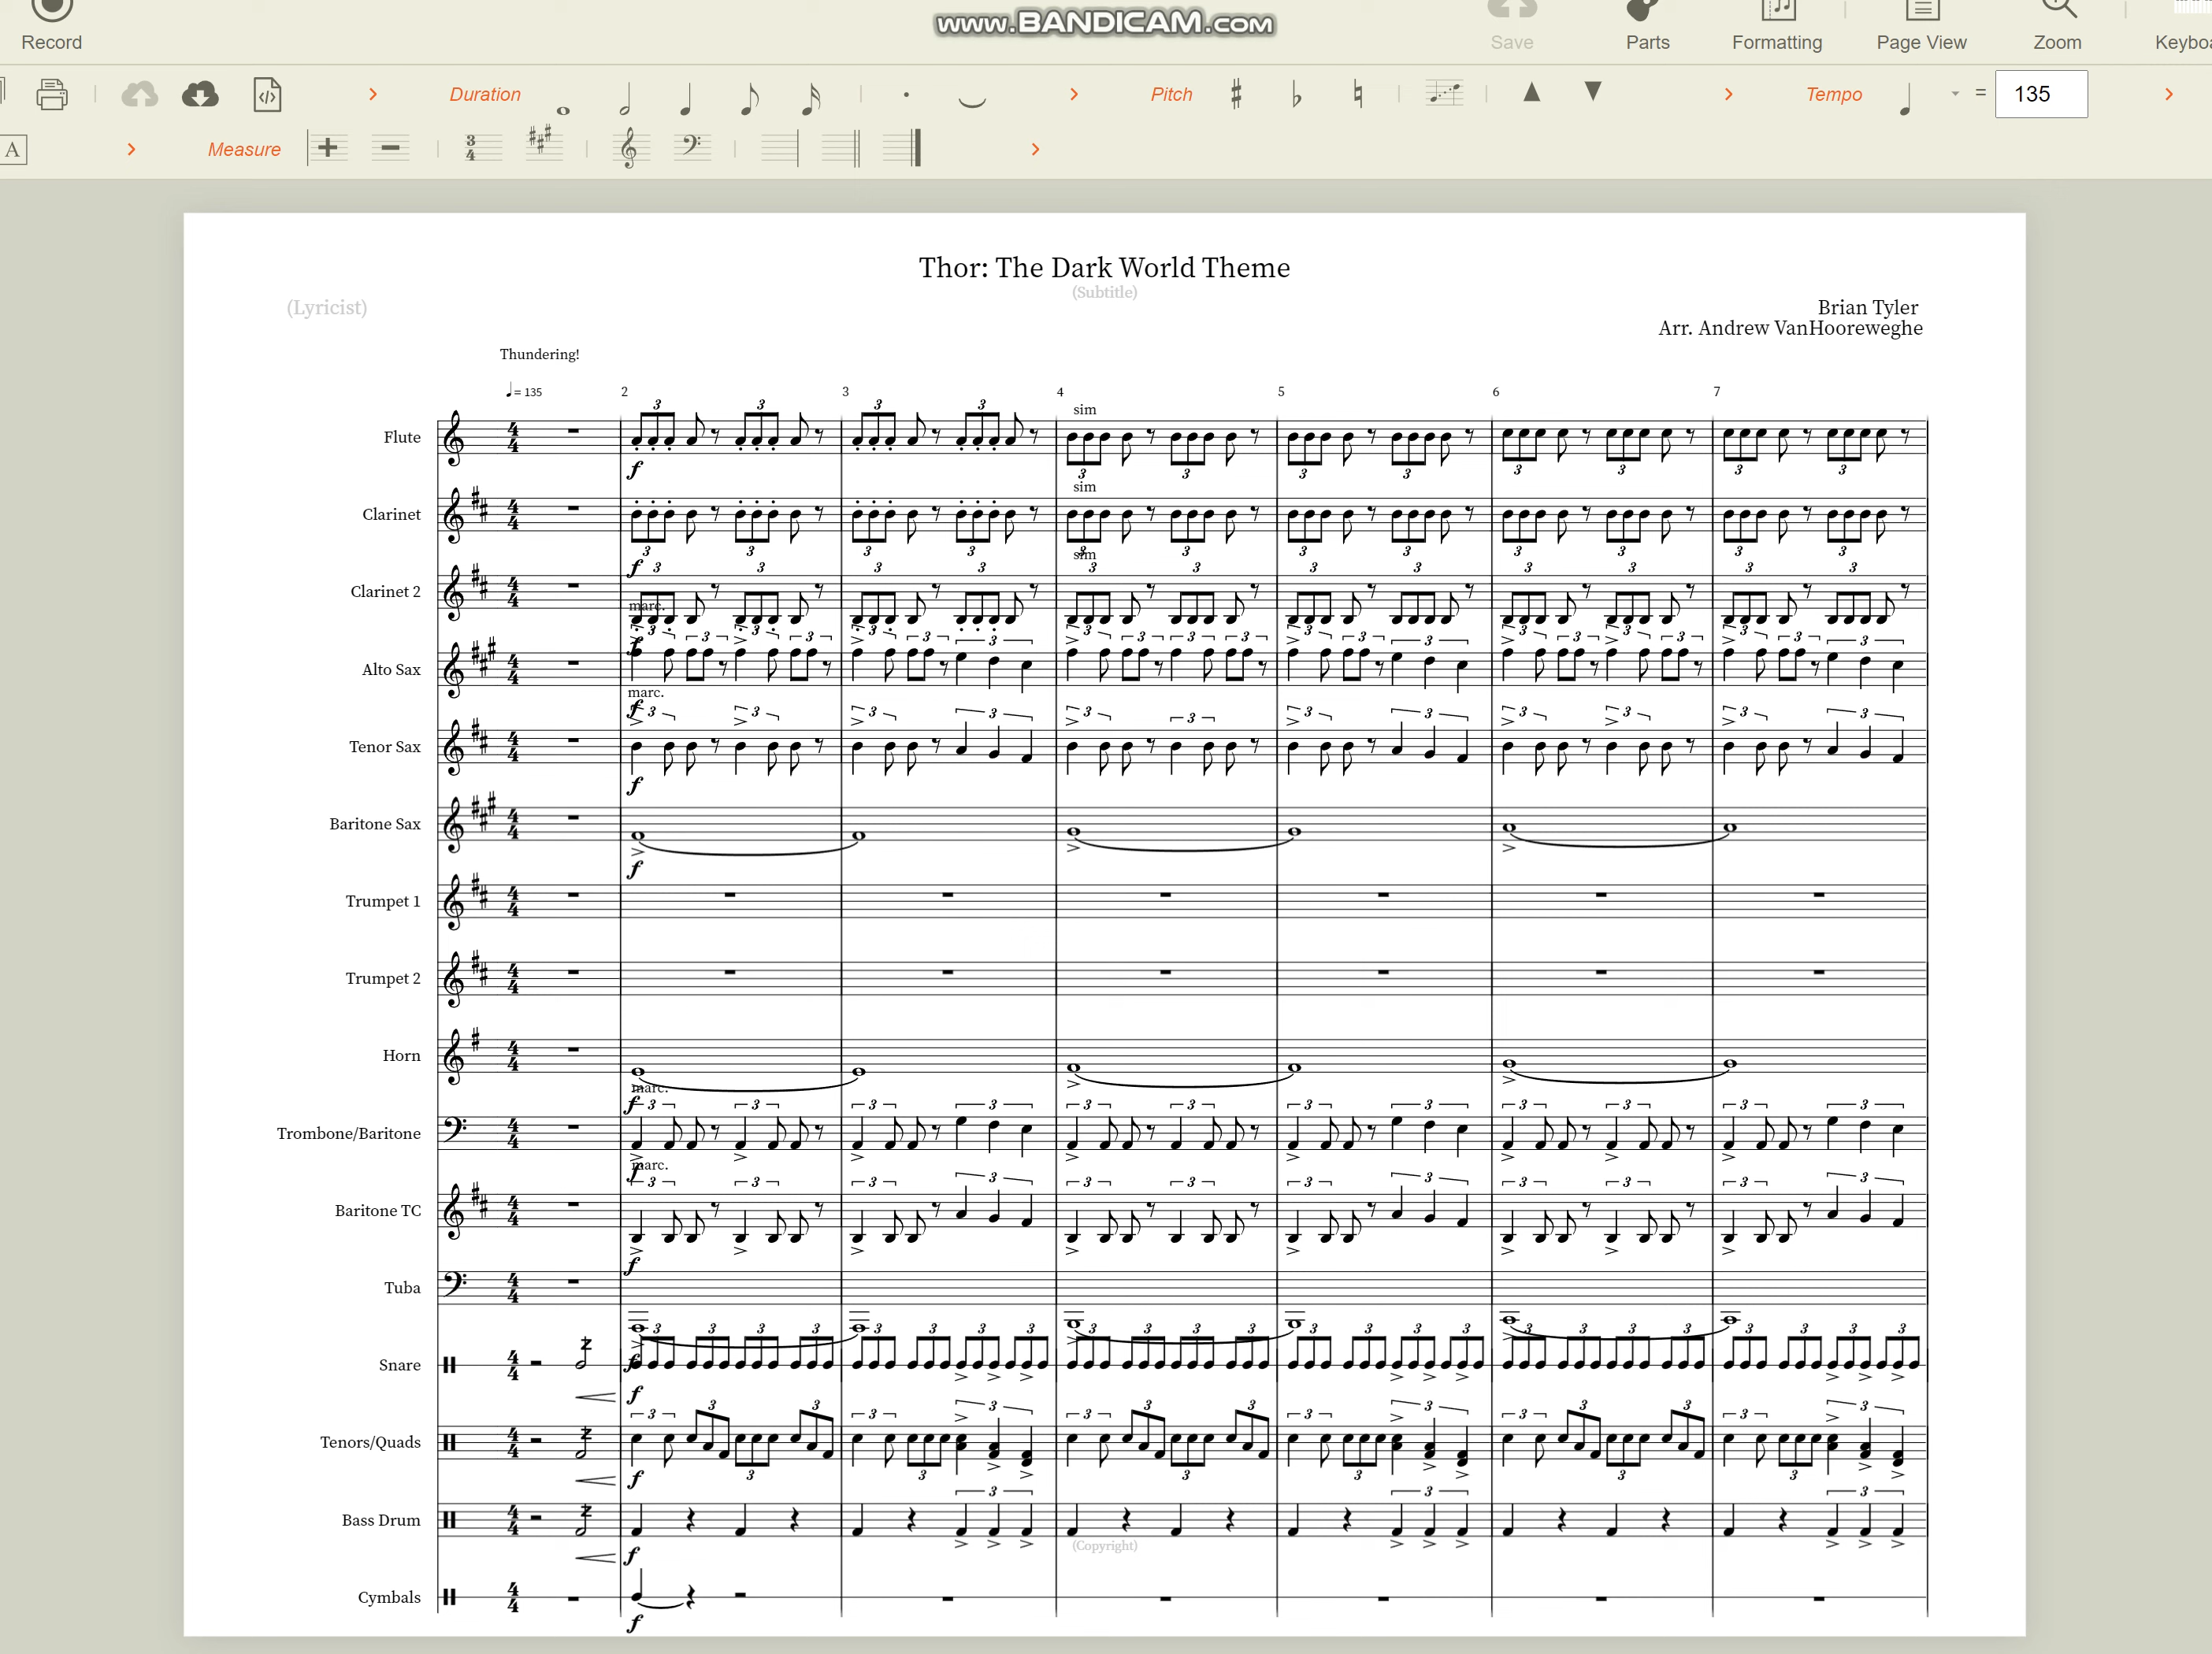 www.BANDICAM.com
Record
Save
Parts
Formatting
Page View
Zoom
Duration
Pitch
Tempo
= 135
A
Measure
3
4
Thor: The Dark World Theme
(Subtitle)
(Lyricist)
Brian Tyler
Arr. Andrew VanHooreweghe
Thundering!
= 135
2 3 4 5 6 7
sim
Flute
sim
Clarinet
sim
Clarinet 2
marc.
Alto Sax
marc.
Tenor Sax
Baritone Sax
Trumpet 1
Trumpet 2
Horn
marc.
Trombone/Baritone
marc.
Baritone TC
Tuba
Snare
Tenors/Quads
Bass Drum
(Copyright)
Cymbals